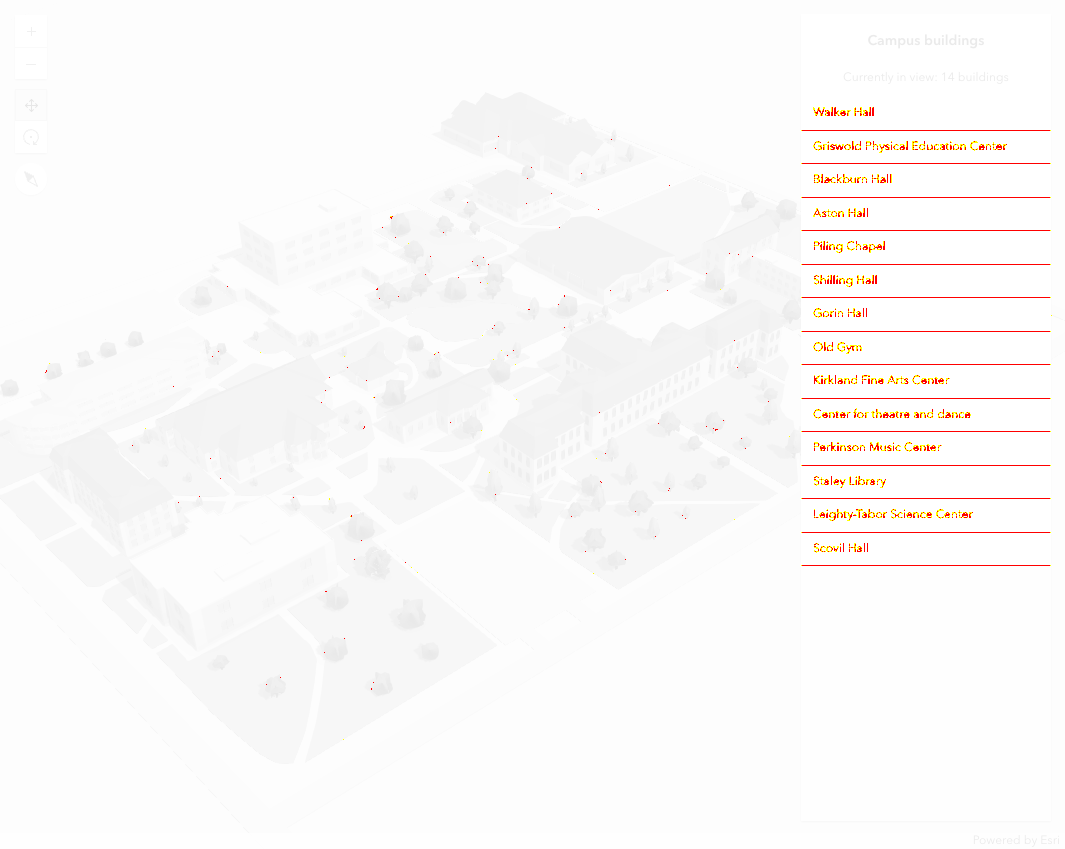 Campus buildings
Currently in view: 14 buildings
Walker Hall
Griswold Physical Education Center
Blackburn Hall
Aston Hall
Piling Chapel
Shilling Hall
Gorin Hall
Old Gym
Kirkland Fine Arts Center
Center for theatre and dance
Perkinson Music Center
Staley Library
Leighty-Tabor Science Center
Scovil Hall
Powered by Esri